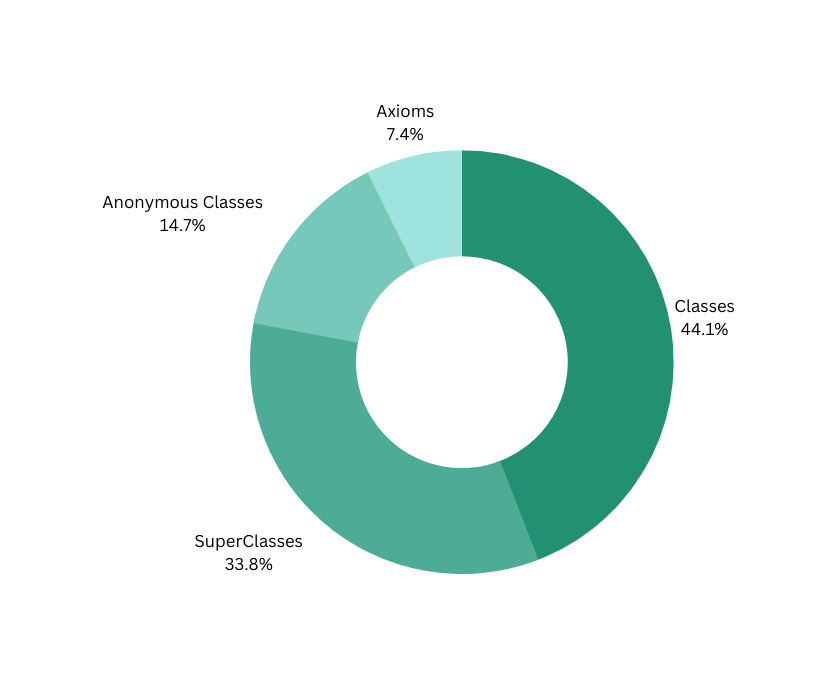 Axioms
7.4%
Anonymous Classes
14.7%
Classes
44.1%
SuperClasses
33.8%